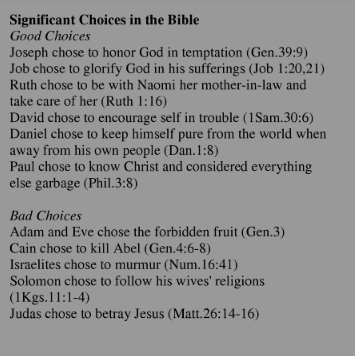 Significant Choices in the Bible
Good Choices
Joseph chose to honor God in temptation (Gen.39:9)
Job chose to glorify God in his sufferings (Job 1:20,21)
Ruth chose to be with Naomi her mother-in-law and
take care of her (Ruth 1:16)
David chose to encourage self in trouble (1Sam.30:6)
Daniel chose to keep himself pure from the world when
away from his own people (Dan.1:8)
Paul chose to know Christ and considered everything
else garbage (Phil.3:8)
Bad Choices
Adam and Eve chose the forbidden fruit (Gen.3)
Cain chose to kill Abel (Gen.4:6-8)
Israelites chose to murmur (Num.16:41)
Solomon chose to follow his wives' religions
(1Kgs.11:1-4)
Judas chose to betray Jesus (Matt.26:14-16)